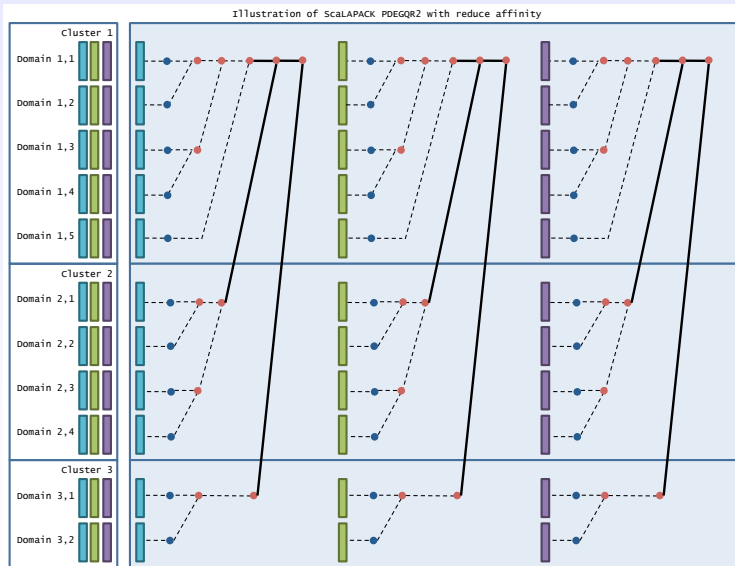 Illustration of ScaLAPACK PDEGQR2 with reduce affinity
Cluster 1
Domain 1,1
Domain 1,2
Domain 1,3
Domain 1,4
Domain 1,5
Cluster 2
Domain 2,1
Domain 2,2
Domain 2,3
Domain 2,4
Cluster 3
Domain 3,1
Domain 3,2